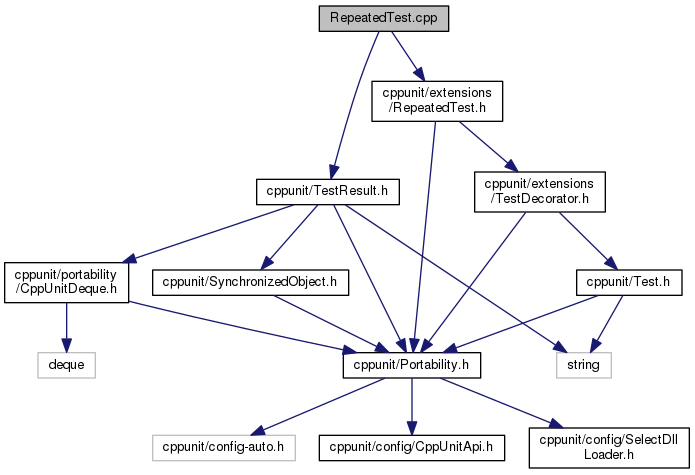 RepeatedTest.cpp
cppunit/extensions
/RepeatedTest.h
cppunit/TestResult.h
cppunit/extensions
/TestDecorator.h
cppunit/portability
/CppUnitDeque.h
cppunit/SynchronizedObject.h
cppunit/Test.h
deque
cppunit/Portability.h
string
cppunit/config-auto.h
cppunit/config/CppUnitApi.h
cppunit/config/SelectDll
Loader.h